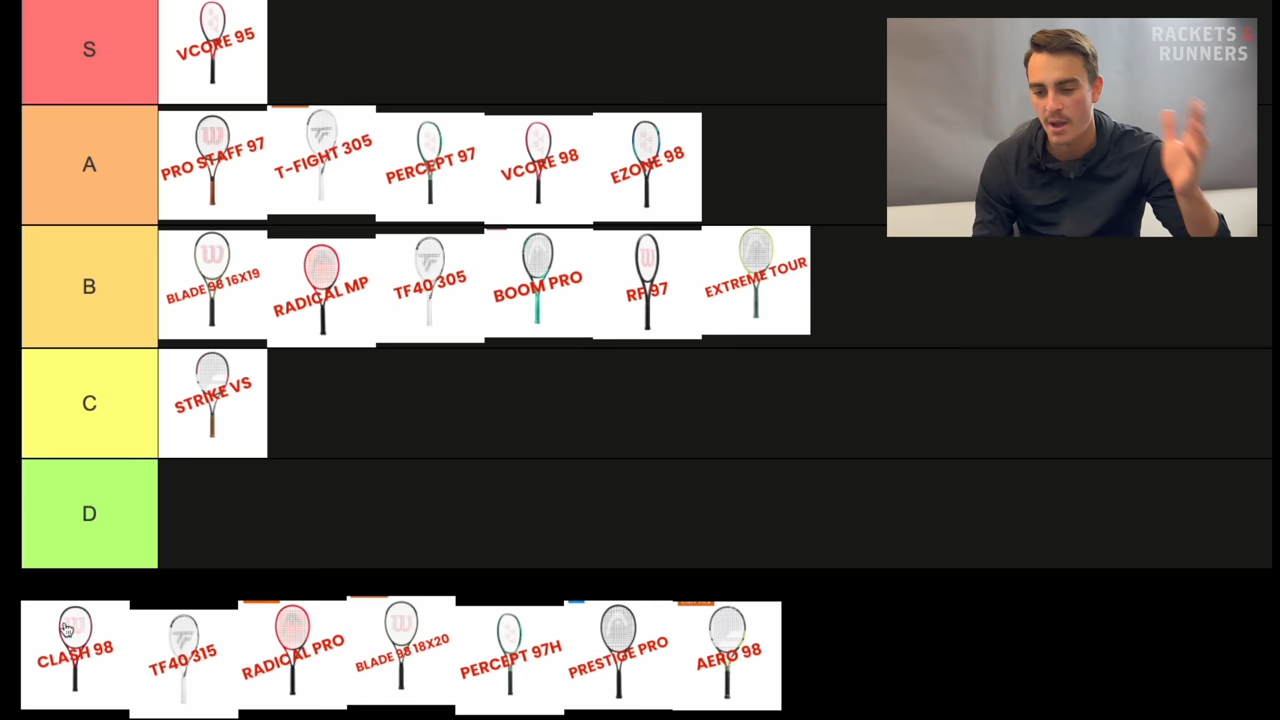 S
VCORE 95
RACKETS &
RUNNERS
A
PRO STAFF 97
T-FIGHT 305
PERCEPT 97
VCORE 98
EZONE 98
B
BLADE 98 16X19
RADICAL MP
TF40 305
BOOM PRO
RF 97
EXTREME TOUR
C
STRIKE VS
D
CLASH 98
TF40 315
RADICAL PRO
BLADE 98 18X20
PERCEPT 97H
PRESTIGE PRO
AERO 98